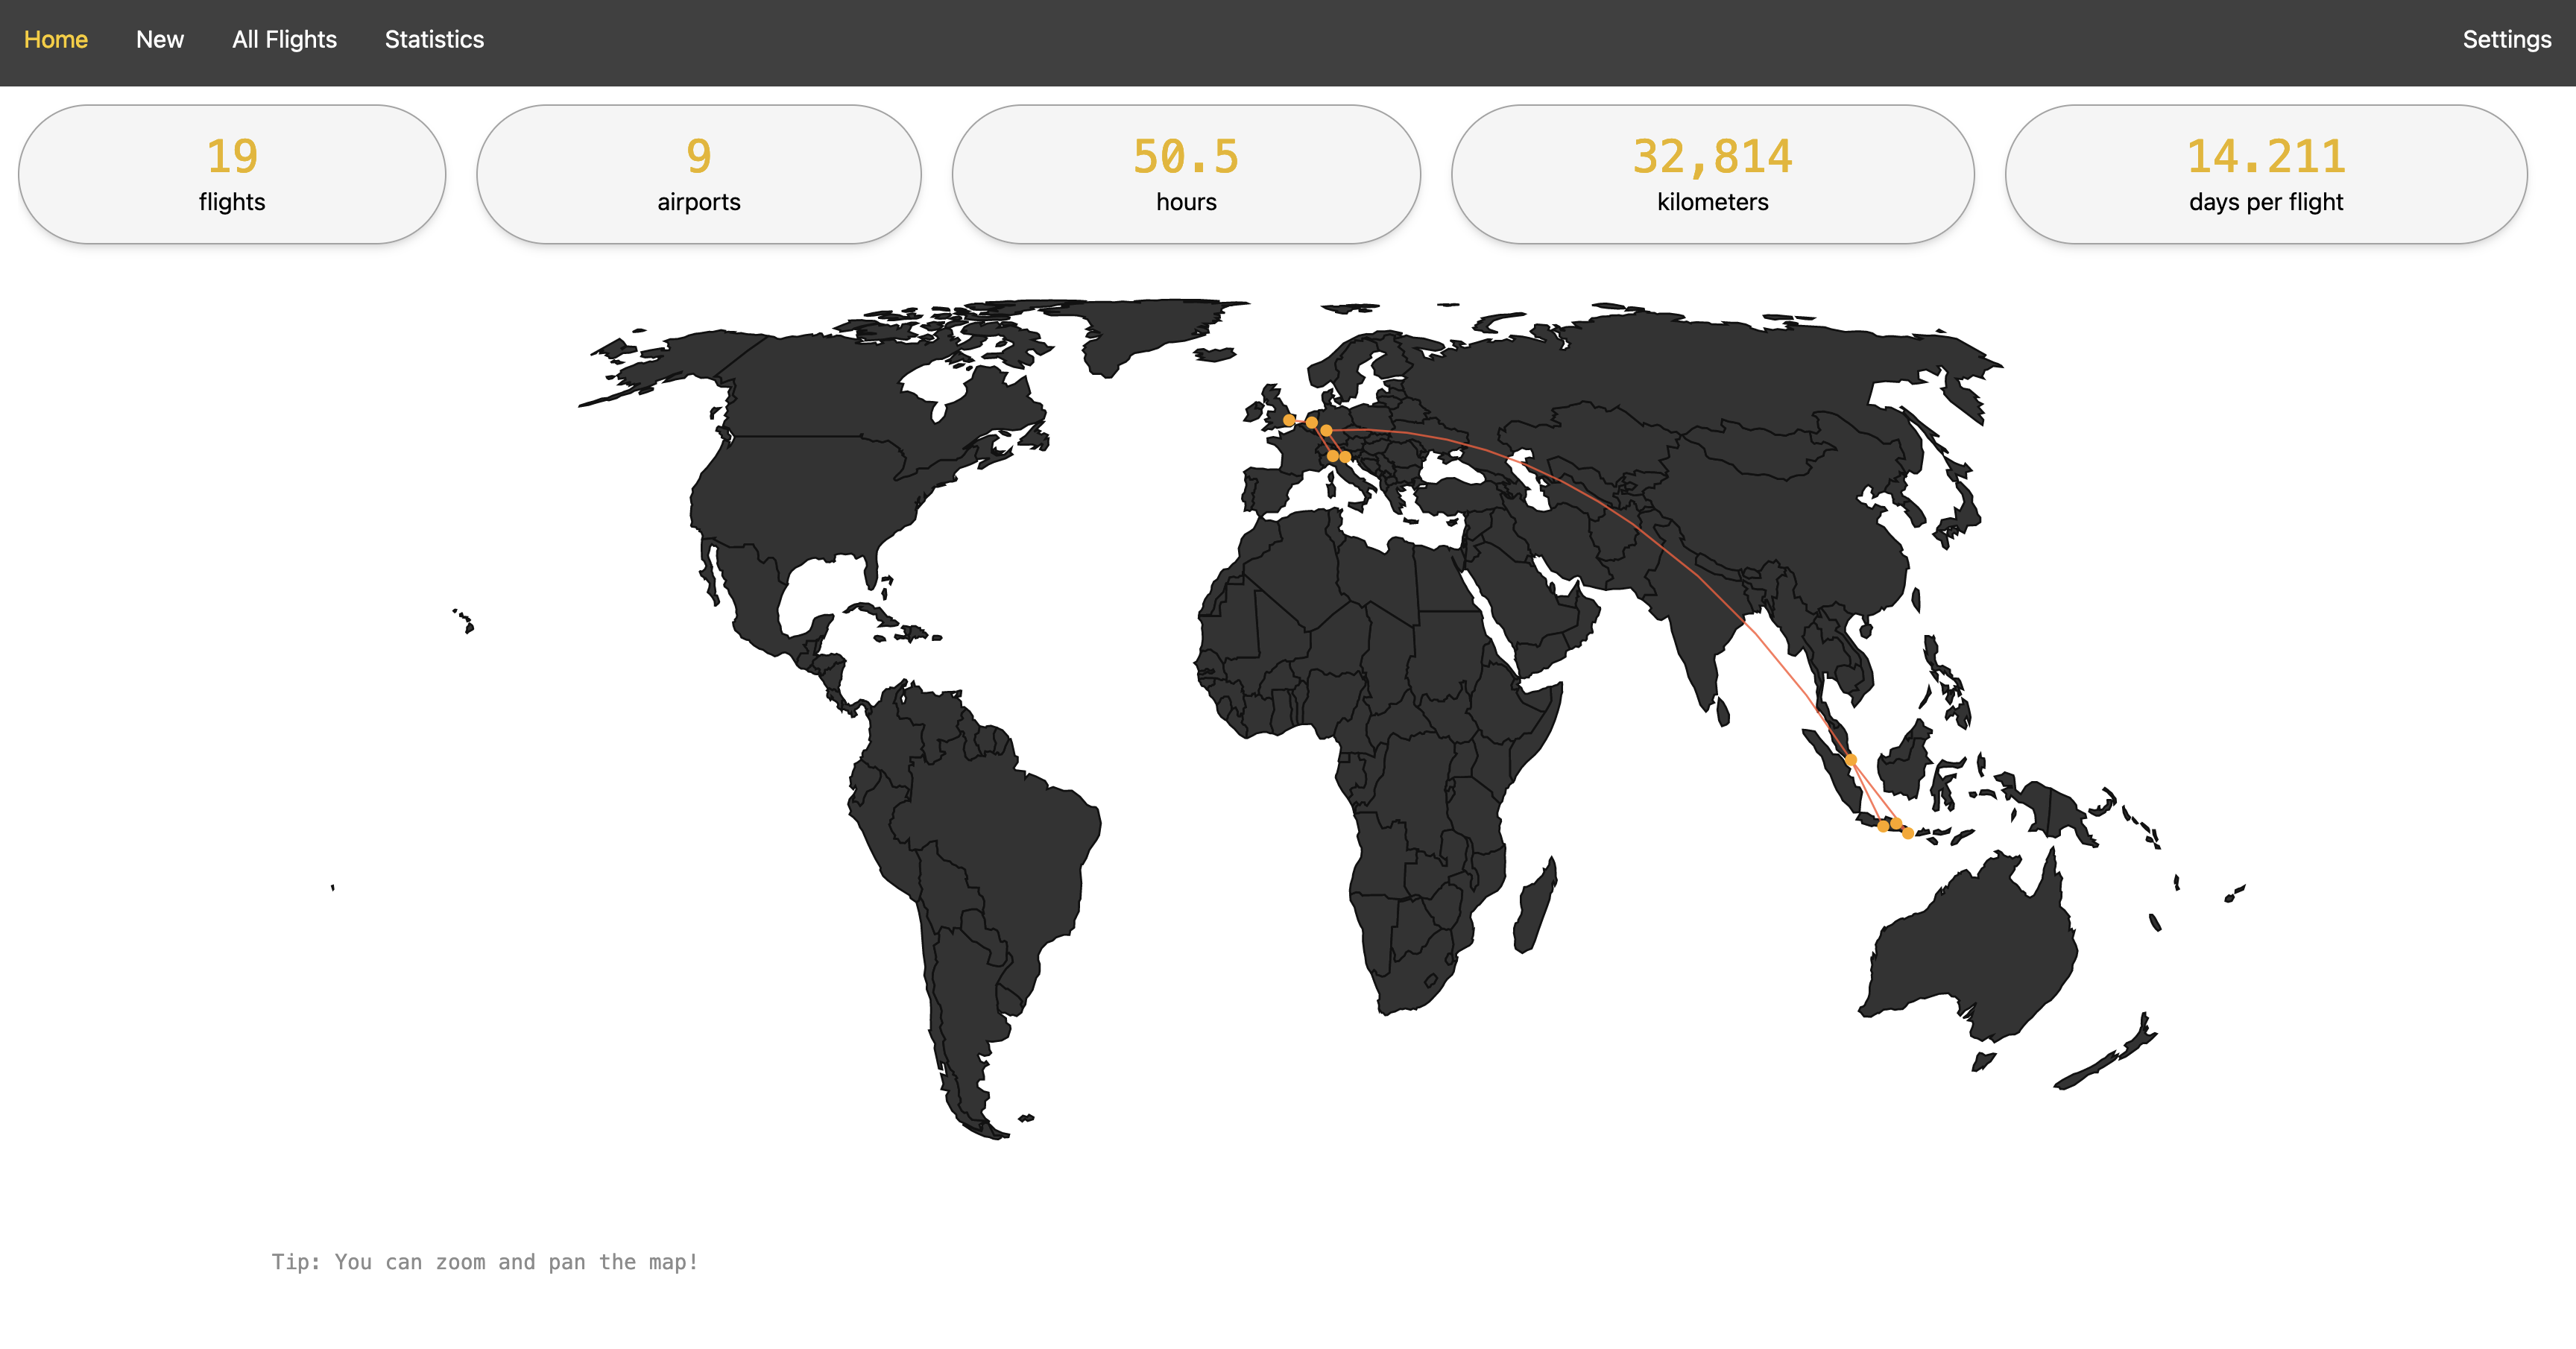 Home New All Flights Statistics Settings
19
flights
9
airports
50.5
hours
32,814
kilometers
14.211
days per flight
Tip: You can zoom and pan the map!